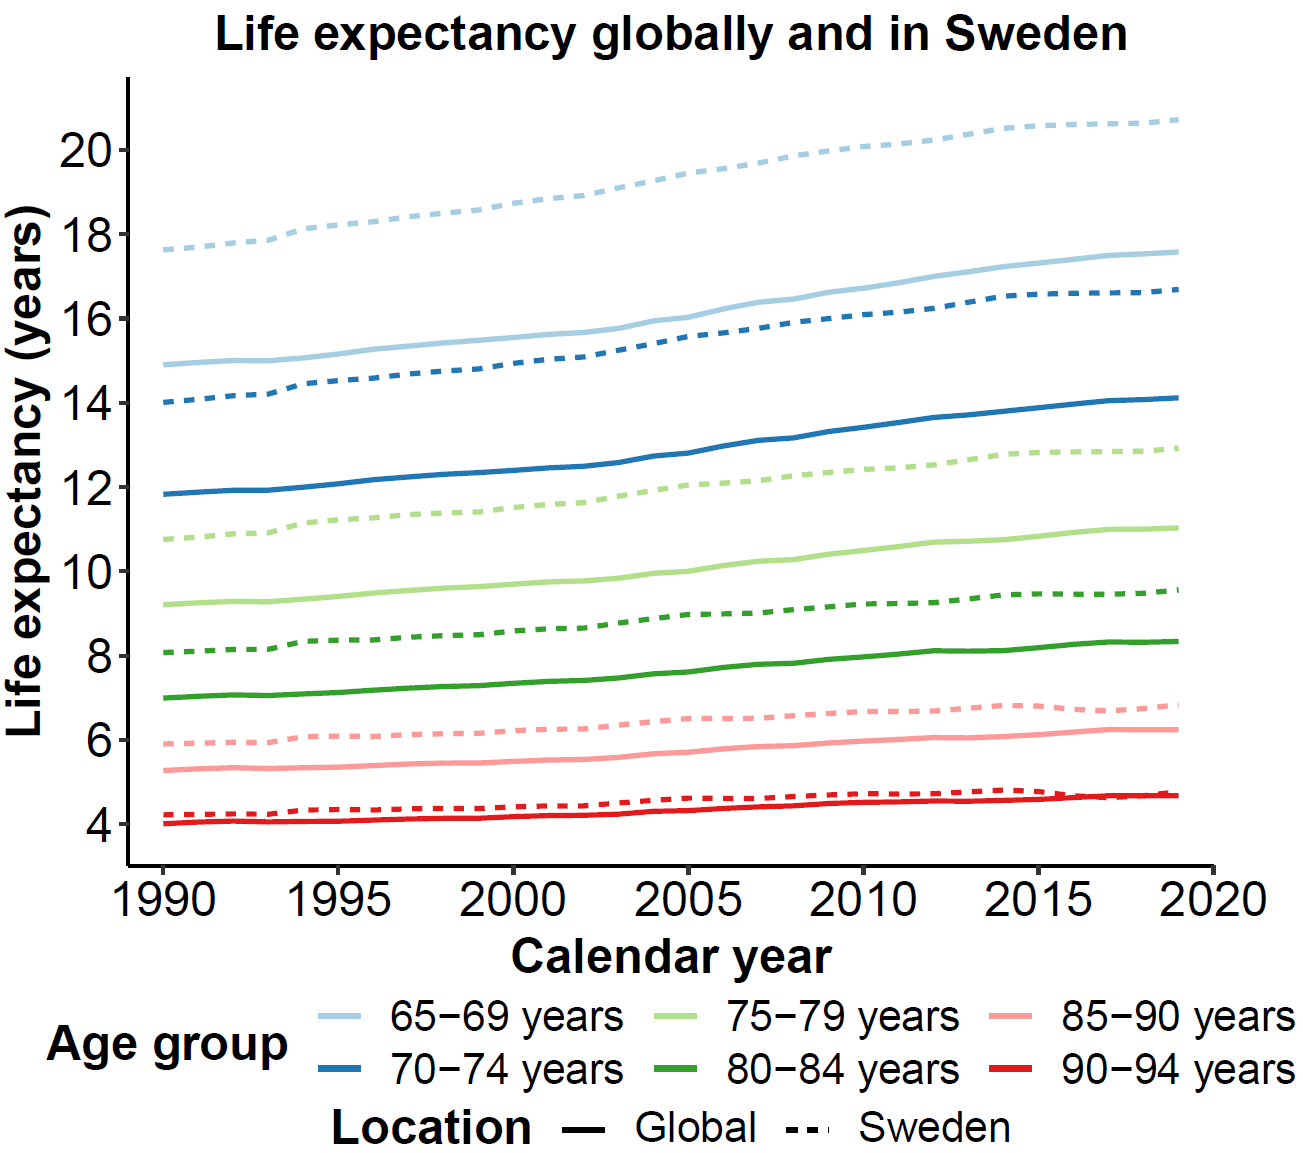 Life expectancy globally and in Sweden
Life expectancy (years)
20
18
16
14
12
10
8
6
4
1990 1995 2000 2005 2010 2015 2020
Calendar year
Age group
65−69 years 75−79 years 85−90 years
70−74 years 80−84 years 90−94 years
Location Global Sweden